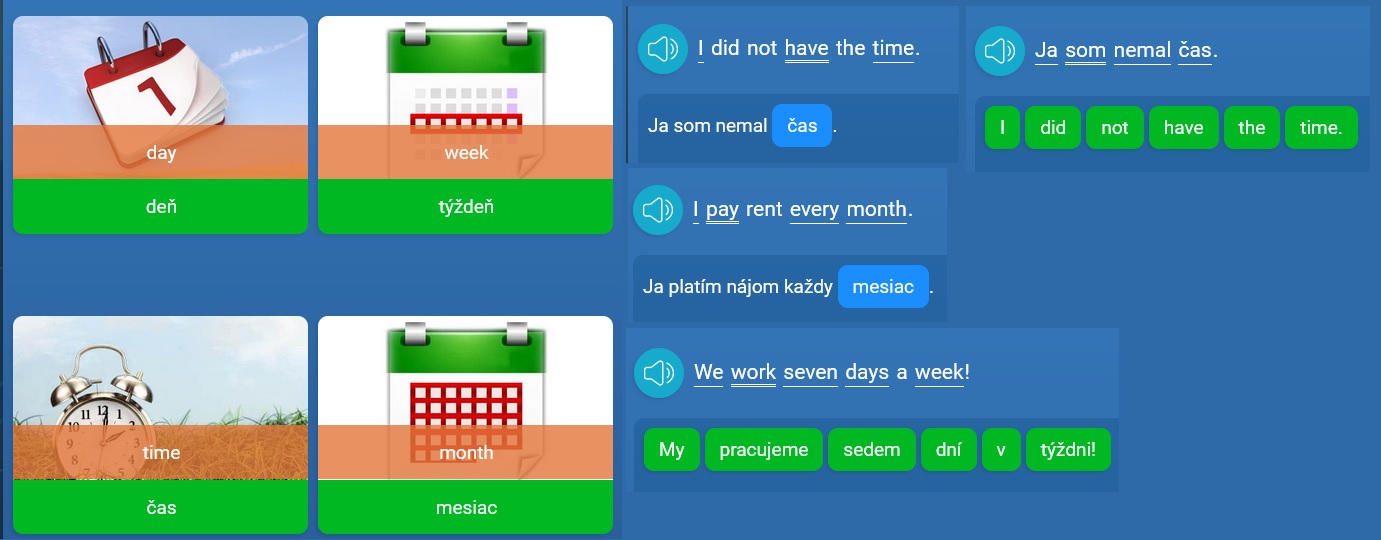 day
deň
week
týždeň
time
čas
month
mesiac
I did not have the time.
Ja som nemal čas.
Ja som nemal čas.
I did not have the time.
I pay rent every month.
Ja platím nájom každy mesiac.
We work seven days a week!
My pracujeme sedem dní v týždni!